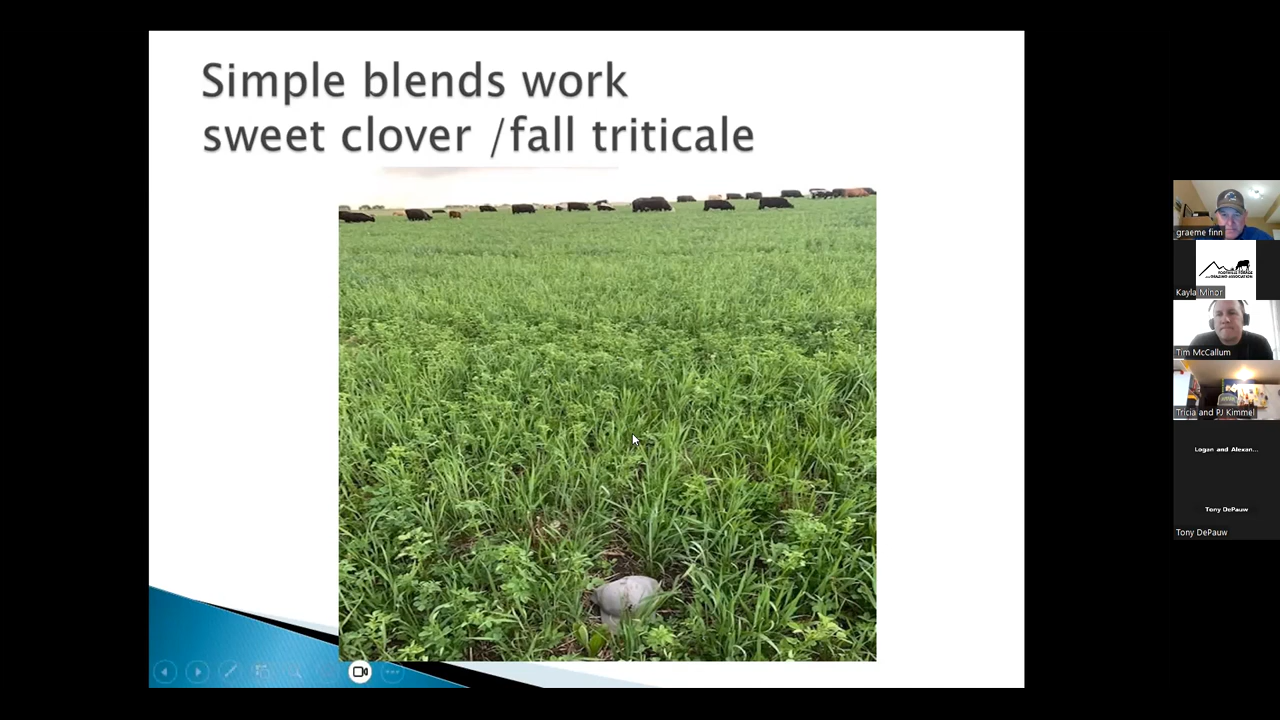 Simple blends work
sweet clover /fall triticale
graeme finn
Kayla Minor
Tim McCallum
Tricia and PJ Kimmel
Logan and Alexan...
Tony DePauw
Tony DePauw